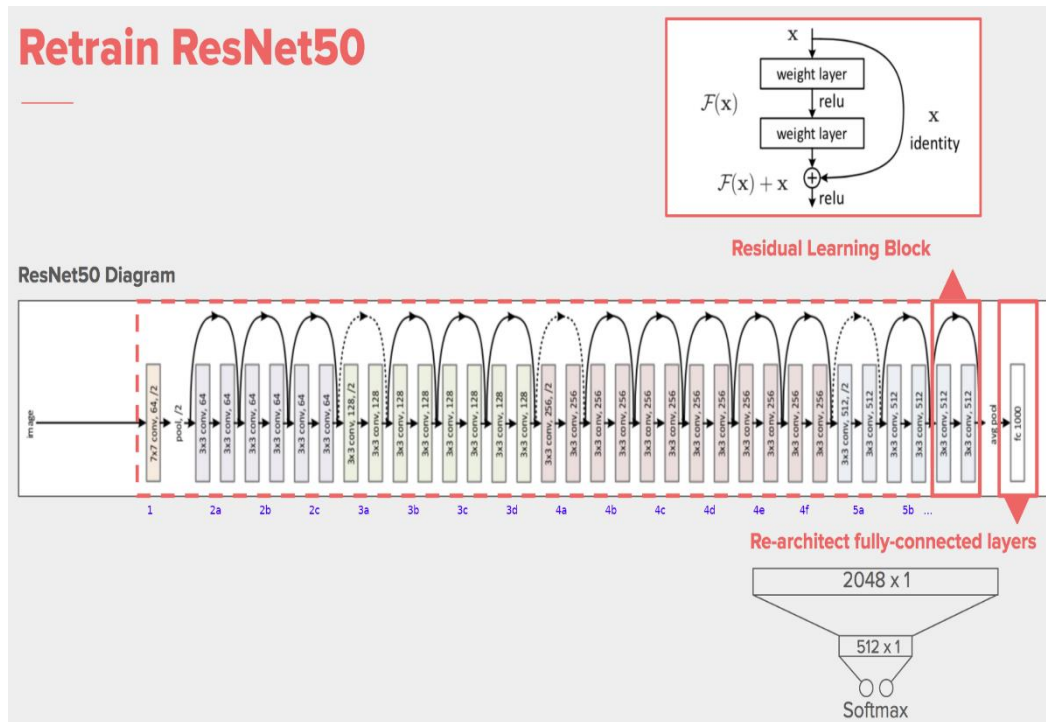 Retrain ResNet50
x
weight layer
relu
F(x)
weight layer
x
identity
F(x) + x
+
relu
Residual Learning Block
ResNet50 Diagram
image
7x7 conv, 64, /2
pool, /2
3x3 conv, 64
3x3 conv, 64
3x3 conv, 64
3x3 conv, 64
3x3 conv, 64
3x3 conv, 64
3x3 conv, 128, /2
3x3 conv, 128
3x3 conv, 128
3x3 conv, 128
3x3 conv, 128
3x3 conv, 128
3x3 conv, 128
3x3 conv, 128
3x3 conv, 256, /2
3x3 conv, 256
3x3 conv, 256
3x3 conv, 256
3x3 conv, 256
3x3 conv, 256
3x3 conv, 256
3x3 conv, 256
3x3 conv, 256
3x3 conv, 256
3x3 conv, 256
3x3 conv, 256
3x3 conv, 512, /2
3x3 conv, 512
3x3 conv, 512
3x3 conv, 512
3x3 conv, 512
3x3 conv, 512
avg pool
fc 1000
1 2a 2b 2c 3a 3b 3c 3d 4a 4b 4c 4d 4e 4f 5a 5b ...
Re-architect fully-connected layers
2048 x 1
512 x 1
Softmax